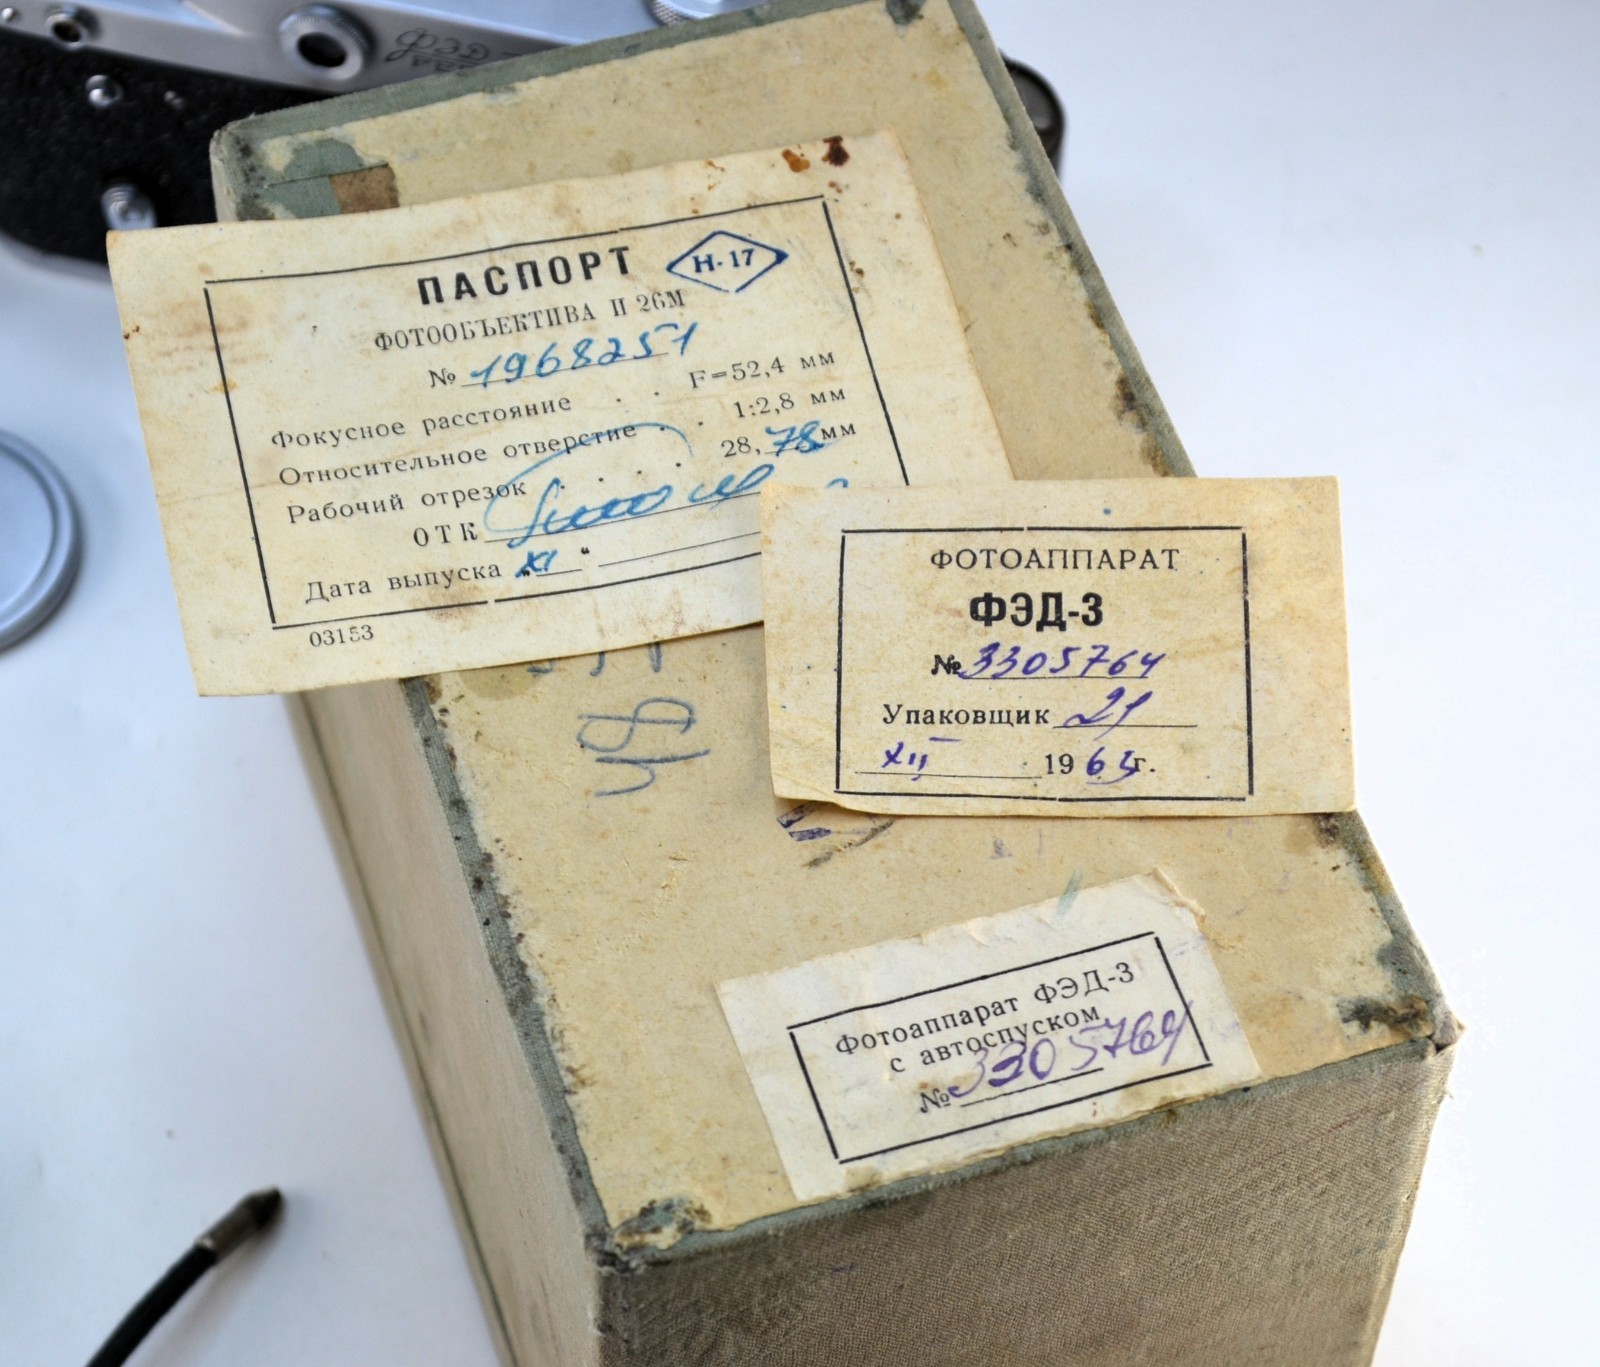 ПАСПОРТ
Н-17
ФОТООБЪЕКТИВА И 26М
№ 1968251
Фокусное расстояние . . F=52,4 мм
Относительное отверстие . . 1:2,8 мм
Рабочий отрезок . . . 28,78 мм
ОТК
Дата выпуска „XI“
03153
ФОТОАППАРАТ
ФЭД-3
№ 3305764
Упаковщик 21
XII 1964г.
Фотоаппарат ФЭД-3
с автоспуском
№ 3305764